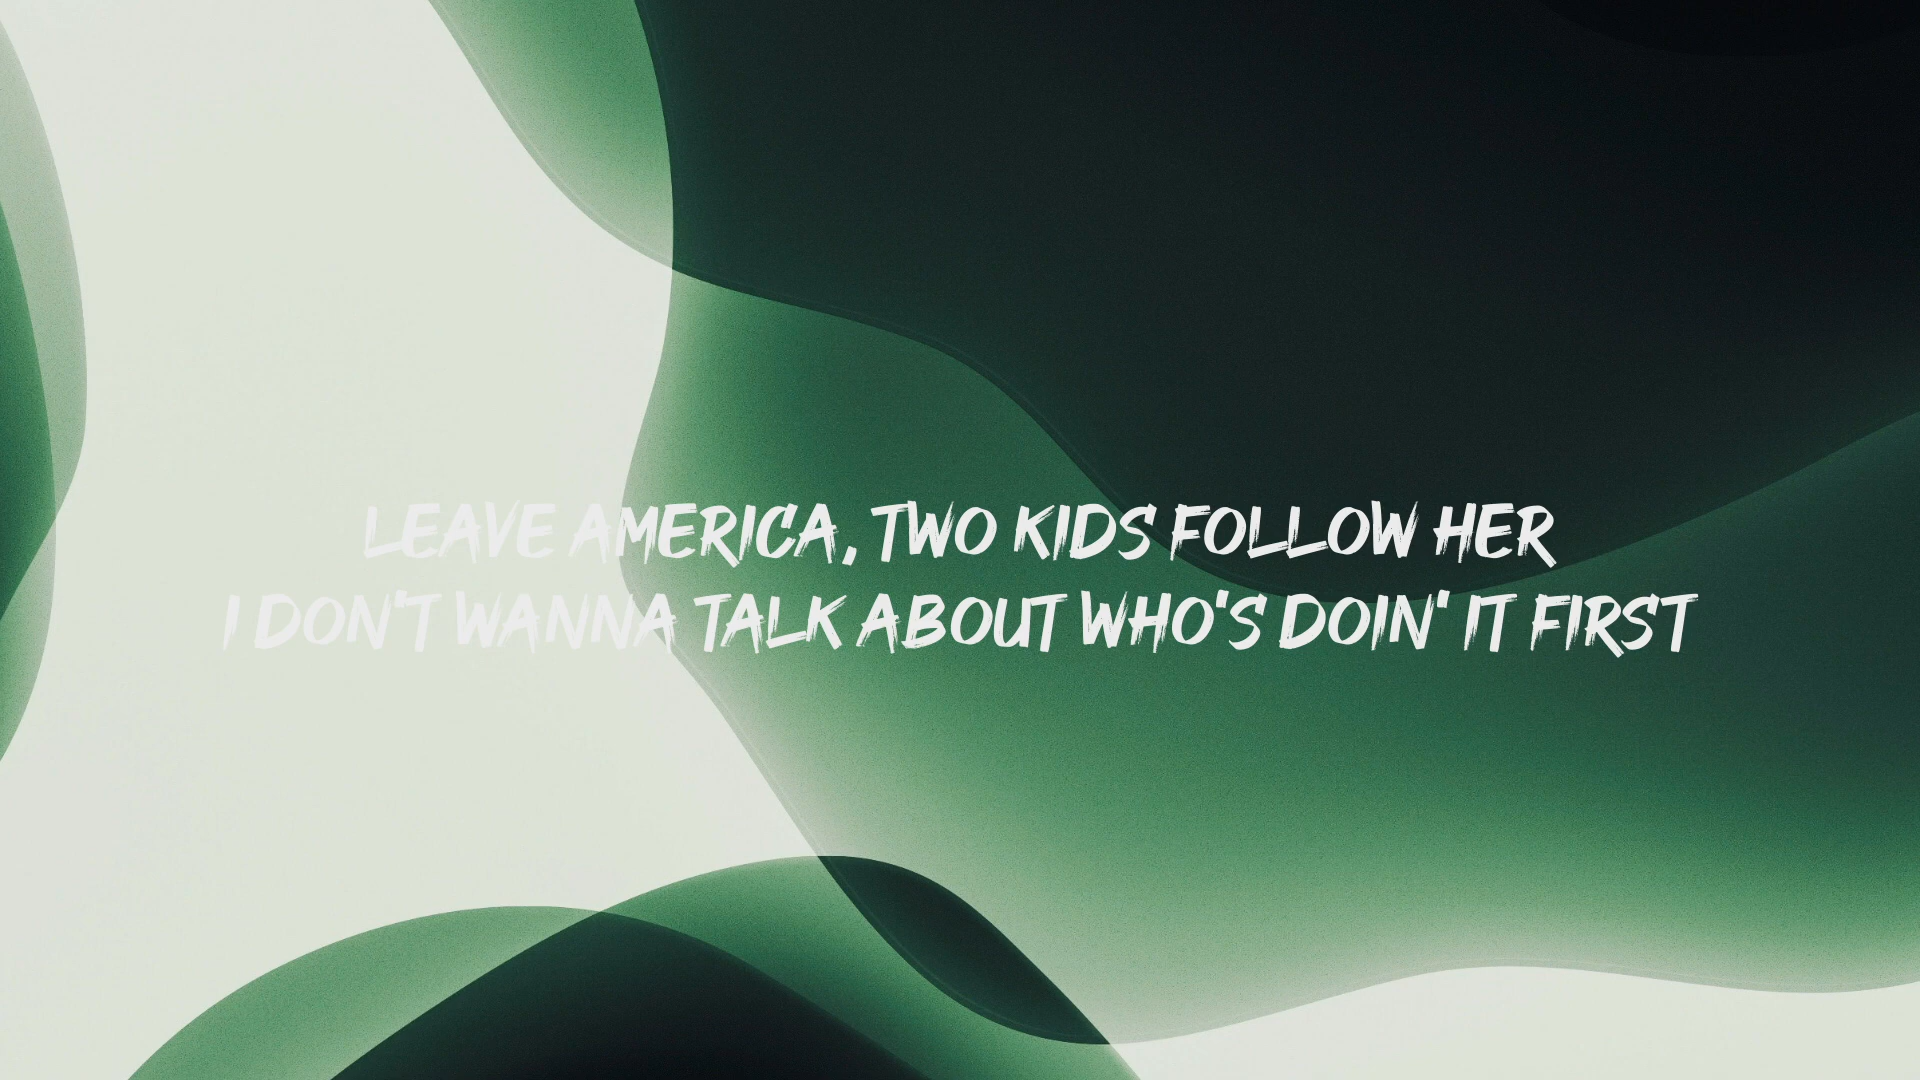 LEAVE AMERICA, TWO KIDS FOLLOW HER
I DON'T WANNA TALK ABOUT WHO'S DOIN' IT FIRST